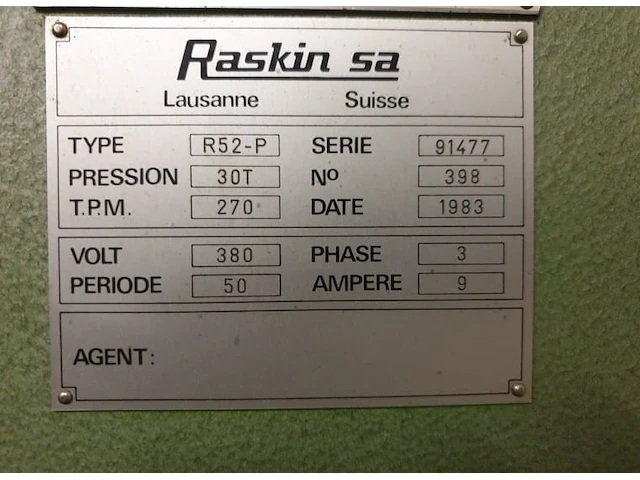 Raskin sa
Lausanne Suisse
TYPE R52-P SERIE 91477
PRESSION 30T Nº 398
T.P.M. 270 DATE 1983
VOLT 380 PHASE 3
PERIODE 50 AMPERE 9
AGENT: